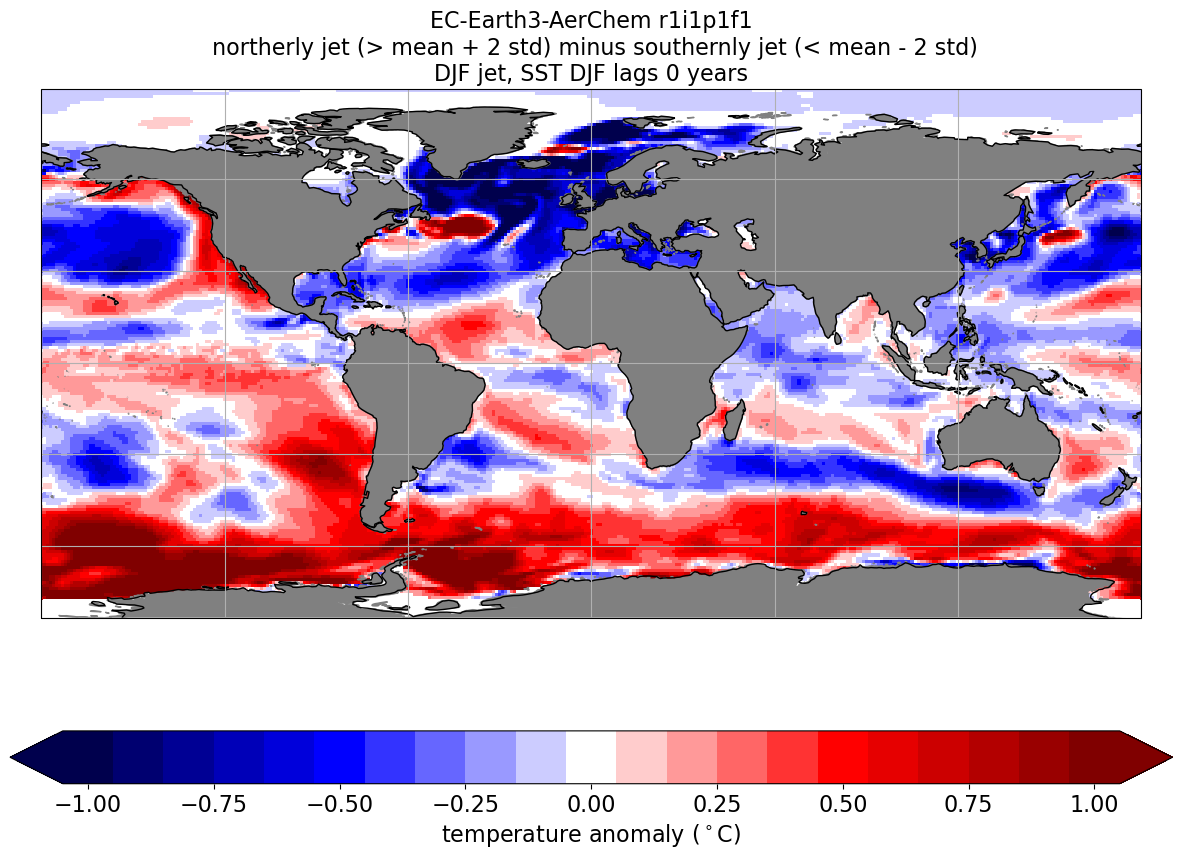 EC-Earth3-AerChem r1i1p1f1
northerly jet (> mean + 2 std) minus southernly jet (< mean - 2 std)
DJF jet, SST DJF lags 0 years
−1.00 −0.75 −0.50 −0.25 0.00 0.25 0.50 0.75 1.00
temperature anomaly (°C)